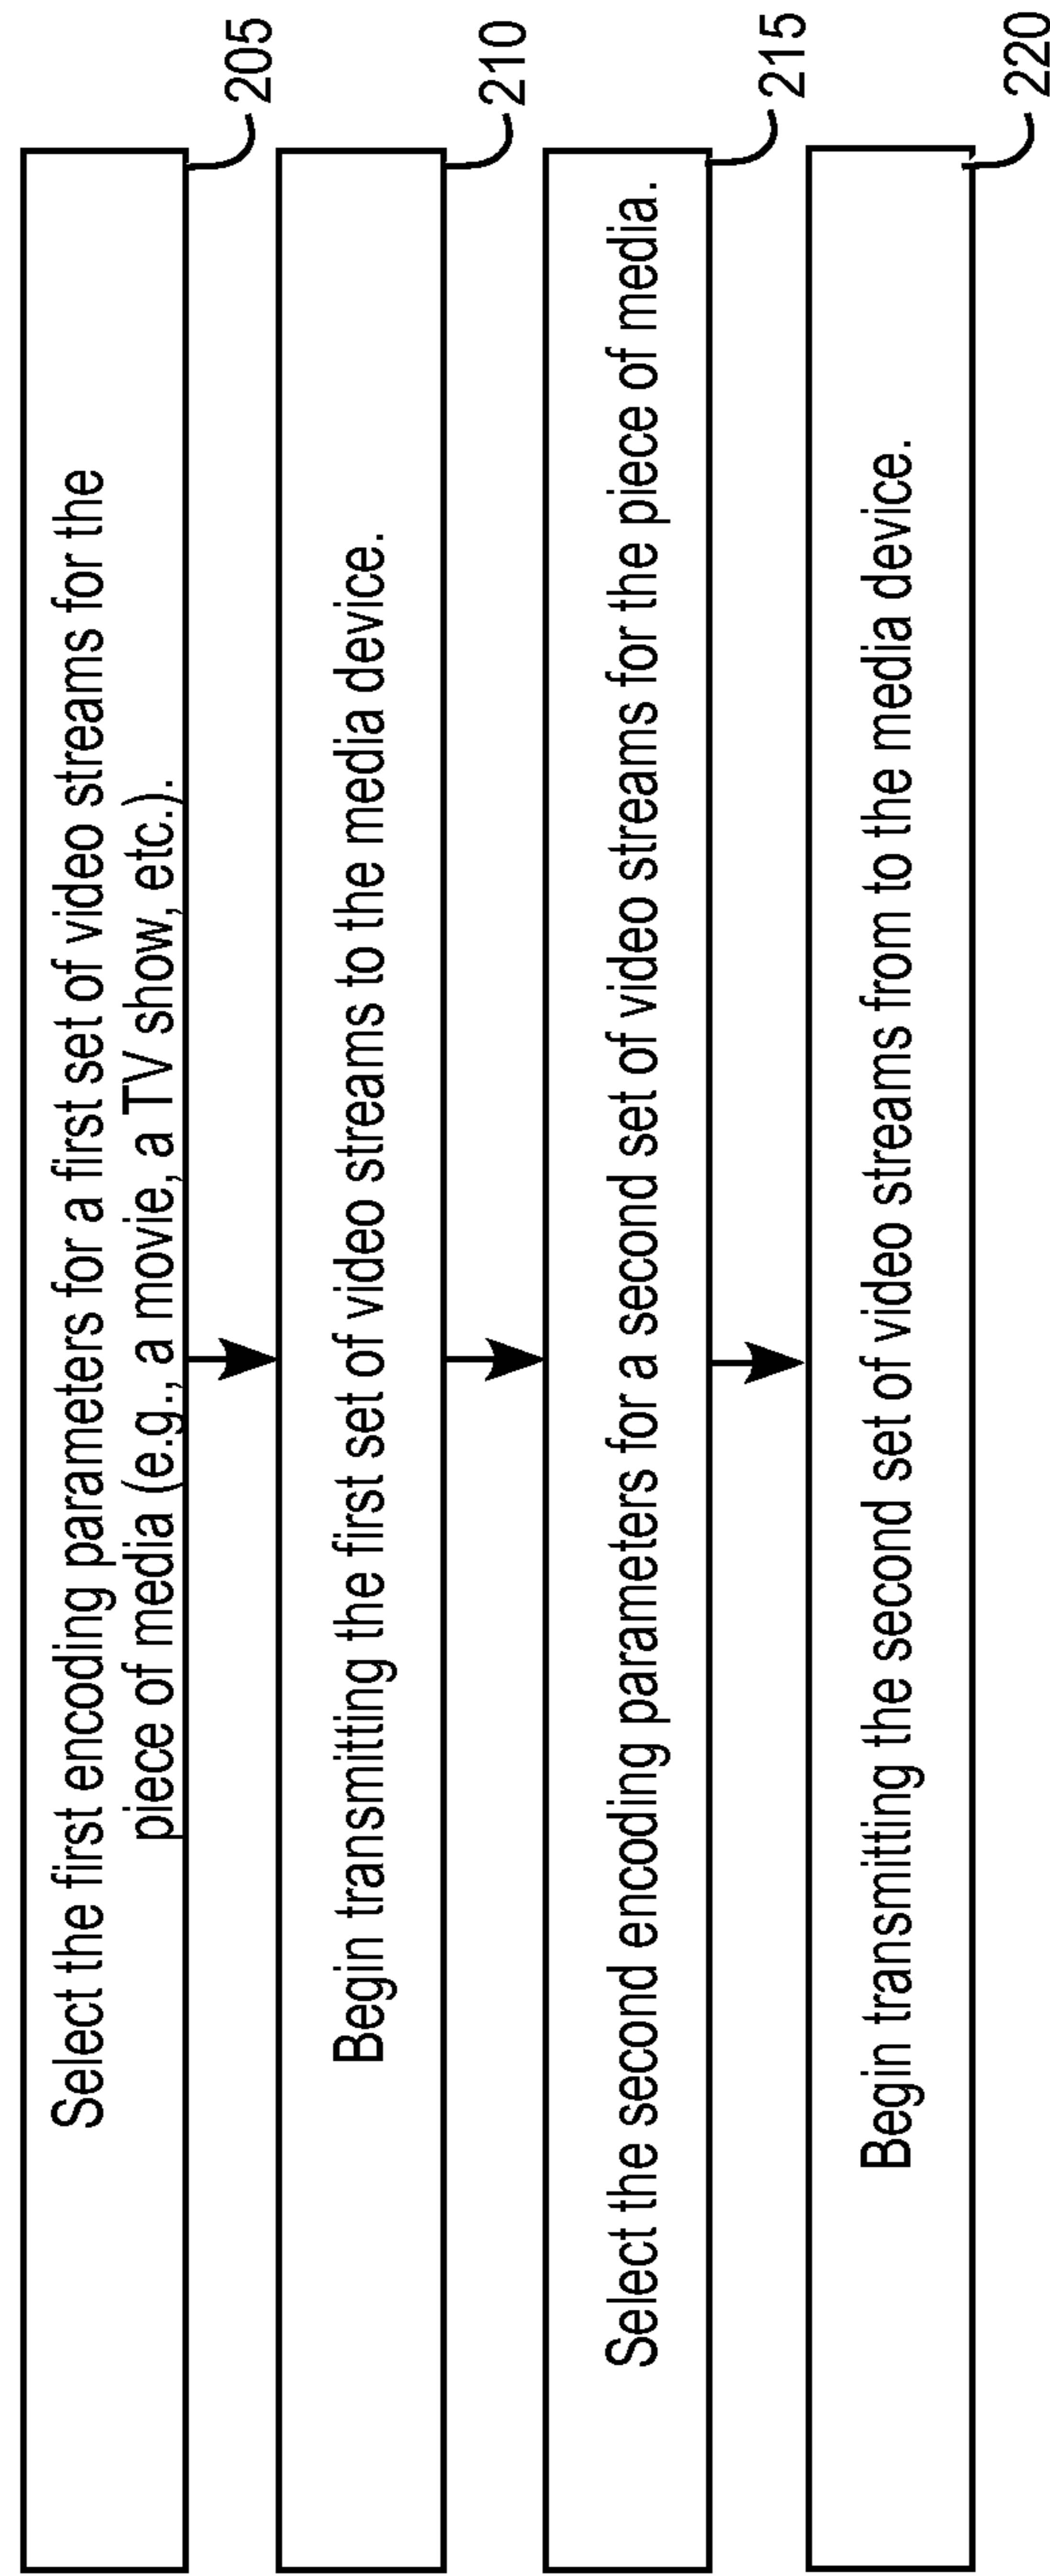 Select the first encoding parameters for a first set of video streams for the
piece of media (e.g., a movie, a TV show, etc.).
205
Begin transmitting the first set of video streams to the media device.
210
Select the second encoding parameters for a second set of video streams for the piece of media.
215
Begin transmitting the second set of video streams from to the media device.
220